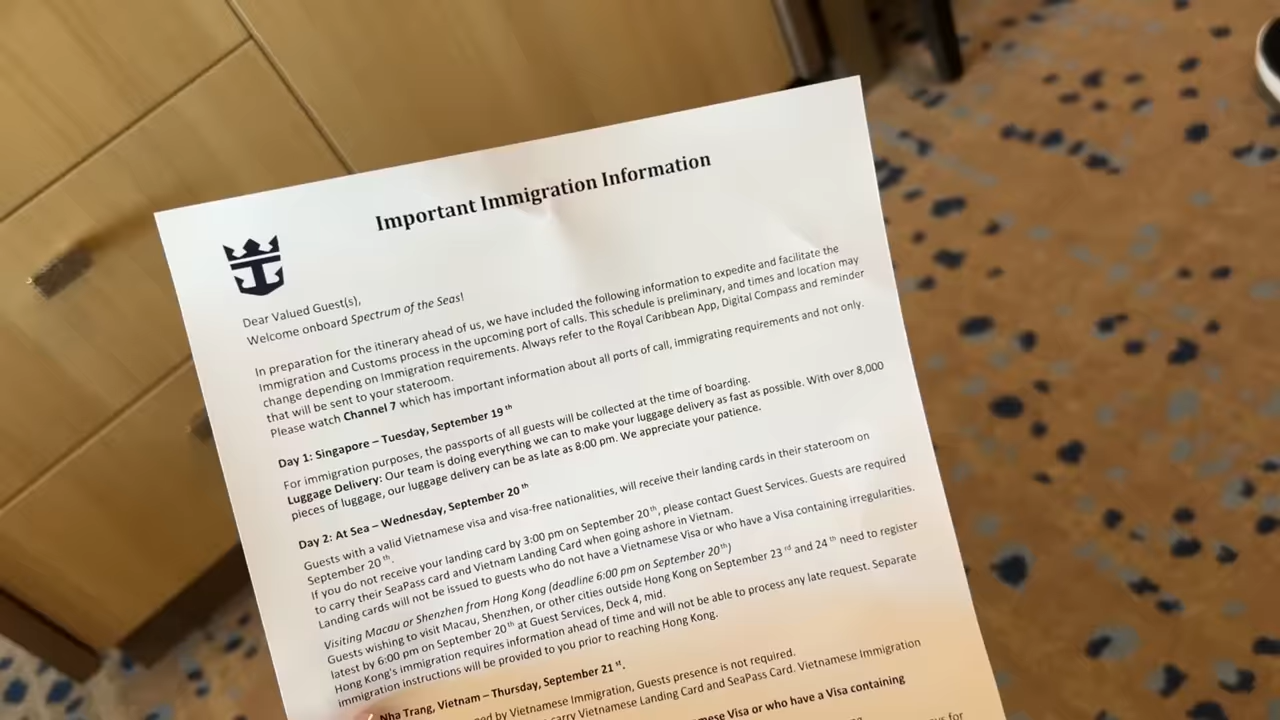 Important Immigration Information
Dear Valued Guest(s),
Welcome onboard Spectrum of the Seas!
In preparation for the itinerary ahead of us, we have included the following information to expedite and facilitate the
Immigration and Customs process in the upcoming port of calls. This schedule is preliminary, and times and location may
change depending on Immigration requirements. Always refer to the Royal Caribbean App, Digital Compass and reminder
that will be sent to your stateroom.
Please watch Channel 7 which has important information about all ports of call, immigrating requirements and not only.
Day 1: Singapore – Tuesday, September 19th
For immigration purposes, the passports of all guests will be collected at the time of boarding.
Luggage Delivery: Our team is doing everything we can to make your luggage delivery as fast as possible. With over 8,000
pieces of luggage, our luggage delivery can be as late as 8:00 pm. We appreciate your patience.
Day 2: At Sea – Wednesday, September 20th
Guests with a valid Vietnamese visa and visa-free nationalities, will receive their landing cards in their stateroom on
September 20th.
If you do not receive your landing card by 3:00 pm on September 20th, please contact Guest Services. Guests are required
to carry their SeaPass card and Vietnam Landing Card when going ashore in Vietnam.
Landing cards will not be issued to guests who do not have a Vietnamese Visa or who have a Visa containing irregularities.
Visiting Macau or Shenzhen from Hong Kong (deadline 6:00 pm on September 20th)
Guests wishing to visit Macau, Shenzhen, or other cities outside Hong Kong on September 23rd and 24th need to register
latest by 6:00 pm on September 20th at Guest Services, Deck 4, mid.
Hong Kong's immigration requires information ahead of time and will not be able to process any late request. Separate
immigration instructions will be provided to you prior to reaching Hong Kong.
Nha Trang, Vietnam – Thursday, September 21st.
by Vietnamese Immigration, Guests presence is not required.
carry Vietnamese Landing Card and SeaPass Card. Vietnamese Immigration
Visa or who have a Visa containing